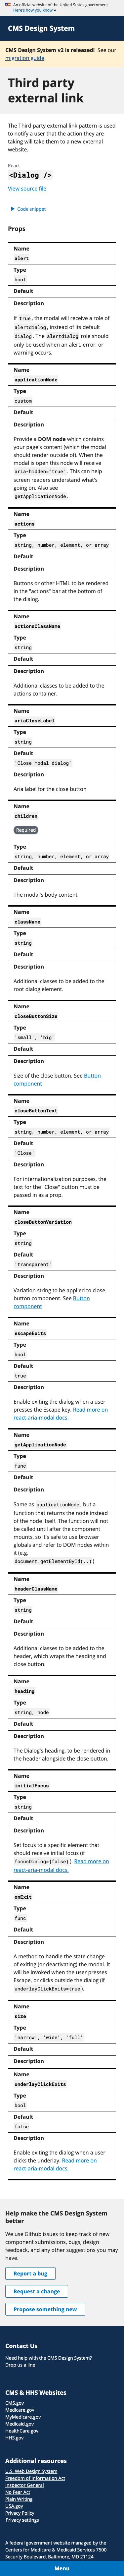 An official website of the United States government
Here's how you know
CMS Design System
CMS Design System v2 is released! See our
migration guide.
Third party
external link
The third party external link pattern is used
to inform a user that they are about to
navigate away from the site to a new
website.
React
<Dialog />
View source file
Code snippet
Props
Name
alert
Type
bool
Default
Description
If true, the modal will receive a role of
alertdialog, instead of its default
dialog. The alertdialog role should
only be used when an alert, error, or
warning occurs.
Name
applicationNode
Type
custom
Default
Description
Provide a DOM node which contains
your page's content (which the modal
should render outside of). When the
modal is open this node will receive
aria-hidden="true". This can help
screen readers understand what's
going on. Also see
getApplicationNode.
Name
actions
Type
string, number, element, or array
Default
Description
Buttons or other HTML to be rendered
in the "actions" bar at the bottom of
the dialog.
Name
actionsClassName
Type
string
Default
Description
Additional classes to be added to the
actions container.
Name
ariaCloseLabel
Type
string
Default
'Close modal dialog'
Description
Aria label for the close button
Name
children
Required
Type
string, number, element, or array
Default
Description
The modal's body content
Name
className
Type
string
Default
Description
Additional classes to be added to the
root dialog element.
Name
closeButtonSize
Type
'small', 'big'
Default
Description
Size of the close button. See Button
component
Name
closeButtonText
Type
string, number, element, or array
Default
'Close'
Description
For internationalization purposes, the
text for the "Close" button must be
passed in as a prop.
Name
closeButtonVariation
Type
string
Default
'transparent'
Description
Variation string to be applied to close
button component. See Button
component
Name
escapeExits
Type
bool
Default
true
Description
Enable exiting the dialog when a user
presses the Escape key. Read more on
react-aria-modal docs.
Name
getApplicationNode
Type
func
Default
Description
Same as applicationNode, but a
function that returns the node instead
of the node itself. The function will not
be called until after the component
mounts, which could be useful if your
app will sometimes be rendered
server-side or you're just very careful
about globally referring to DOM nodes within
it (e.g.
document.getElementById(..))
Name
headerClassName
Type
string
Default
Description
Additional classes to be added to the
header, which wraps the heading and
close button.
Name
heading
Type
string, node
Default
Description
The Dialog's heading, to be rendered in
the header alongside the close button.
Name
initialFocus
Type
string
Default
Description
Set focus to a specific element that
should receive initial focus (if
focusDialog={false}). Read more on
react-aria-modal docs.
Name
onExit
Type
func
Default
Description
A method to handle the state change
of exiting (or deactivating) the modal.
It will be invoked when the user presses
Escape, or clicks outside the dialog (if
underlayClickExits=true).
Name
size
Type
'narrow', 'wide', 'full'
Default
Description
Name
underlayClickExits
Type
bool
Default
false
Description
Enable exiting the dialog when a user
clicks the underlay. Read more on
react-aria-modal docs.
Help make the CMS Design System
better
We use Github issues to keep track of new
component additions, bugs, and design
feedback, and any other suggestions you may
have.
Report a bug
Request a change
Propose something new
Contact Us
Need help with the CMS Design System?
Drop us a line
CMS & HHS Websites
CMS.gov
Medicare.gov
MyMedicare.gov
Medicaid.gov
HealthCare.gov
HHS.gov
Additional resources
U.S. Web Design System
Freedom of Information Act
Inspector General
No Fear Act
Plain Writing
USA.gov
Privacy Policy
Privacy settings
A federal government website managed by the
Centers for Medicare & Medicaid Services 7500
Security Boulevard, Baltimore, MD 21124
Menu